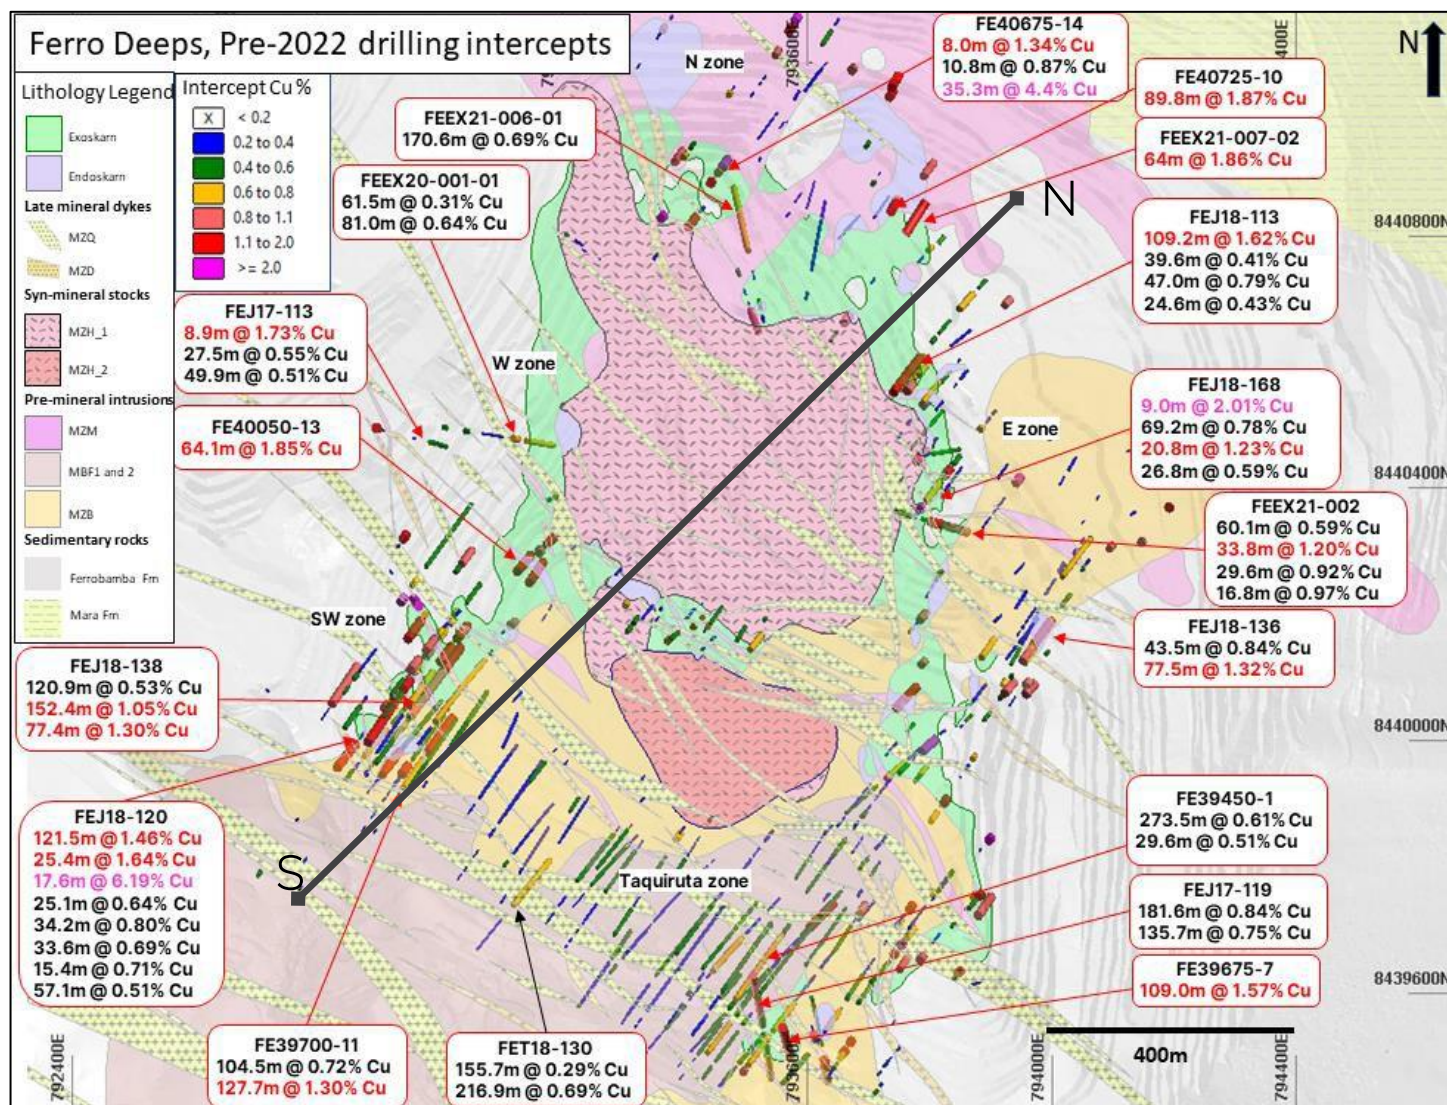 Ferro Deeps, Pre-2022 drilling intercepts
Lithology Legend
Exoskarn
Endoskarn
Late mineral dykes
MZQ
MZD
Syn-mineral stocks
MZH_1
MZH_2
Pre-mineral intrusions
MZM
MBF1 and 2
MZB
Sedimentary rocks
Ferrobamba Fm
Mara Fm
Intercept Cu %
X < 0.2
0.2 to 0.4
0.4 to 0.6
0.6 to 0.8
0.8 to 1.1
1.1 to 2.0
>= 2.0
N zone
793600E
400E
N
FE40675-14
8.0m @ 1.34% Cu
10.8m @ 0.87% Cu
35.3m @ 4.4% Cu
FE40725-10
89.8m @ 1.87% Cu
FEEX21-007-02
64m @ 1.86% Cu
FEEX21-006-01
170.6m @ 0.69% Cu
FEEX20-001-01
61.5m @ 0.31% Cu
81.0m @ 0.64% Cu
N
8440800N
FEJ18-113
109.2m @ 1.62% Cu
39.6m @ 0.41% Cu
47.0m @ 0.79% Cu
24.6m @ 0.43% Cu
FEJ17-113
8.9m @ 1.73% Cu
27.5m @ 0.55% Cu
49.9m @ 0.51% Cu
W zone
FE40050-13
64.1m @ 1.85% Cu
E zone
FEJ18-168
9.0m @ 2.01% Cu
69.2m @ 0.78% Cu
20.8m @ 1.23% Cu
26.8m @ 0.59% Cu
8440400N
FEEX21-002
60.1m @ 0.59% Cu
33.8m @ 1.20% Cu
29.6m @ 0.92% Cu
16.8m @ 0.97% Cu
SW zone
FEJ18-136
43.5m @ 0.84% Cu
77.5m @ 1.32% Cu
FEJ18-138
120.9m @ 0.53% Cu
152.4m @ 1.05% Cu
77.4m @ 1.30% Cu
8440000N
FEJ18-120
121.5m @ 1.46% Cu
25.4m @ 1.64% Cu
17.6m @ 6.19% Cu
25.1m @ 0.64% Cu
34.2m @ 0.80% Cu
33.6m @ 0.69% Cu
15.4m @ 0.71% Cu
57.1m @ 0.51% Cu
S
Taquiruta zone
FE39450-1
273.5m @ 0.61% Cu
29.6m @ 0.51% Cu
FEJ17-119
181.6m @ 0.84% Cu
135.7m @ 0.75% Cu
FE39675-7
109.0m @ 1.57% Cu
8439600N
FE39700-11
104.5m @ 0.72% Cu
127.7m @ 1.30% Cu
FET18-130
155.7m @ 0.29% Cu
216.9m @ 0.69% Cu
400m
792400E
793600E
794000E
794400E